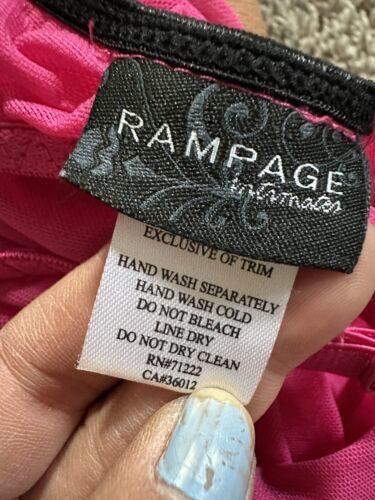 RAMPAGE
intimates
EXCLUSIVE OF TRIM
HAND WASH SEPARATELY
HAND WASH COLD
DO NOT BLEACH
LINE DRY
DO NOT DRY CLEAN
RN#71222
CA#36012